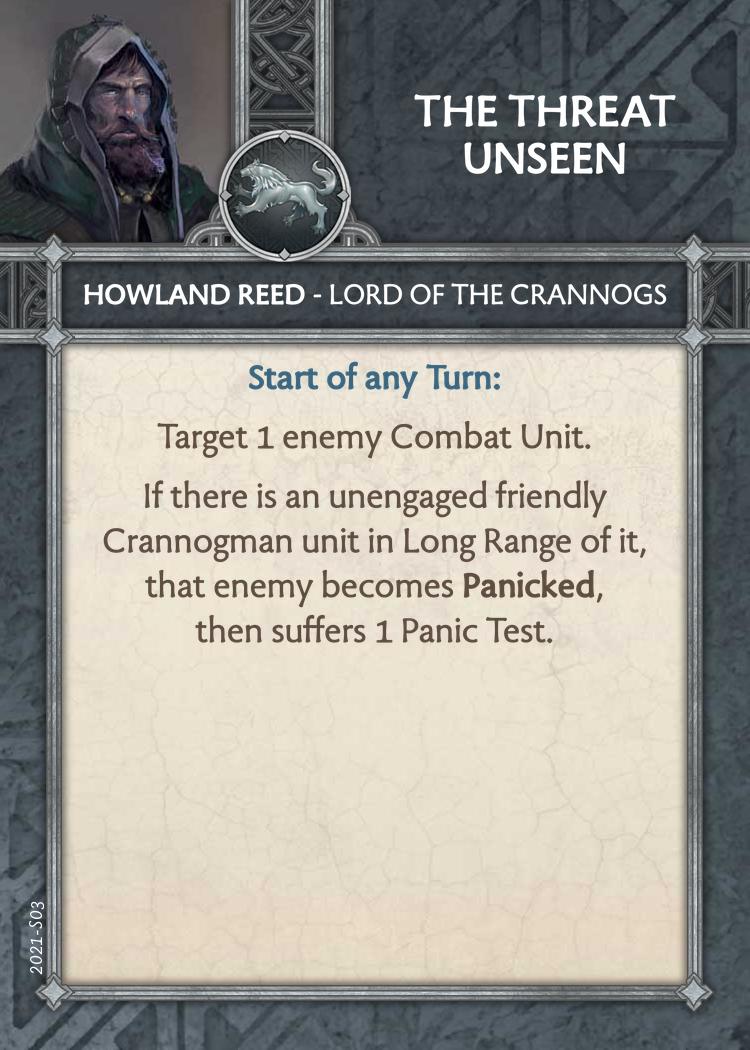 THE THREAT
UNSEEN
HOWLAND REED - LORD OF THE CRANNOGS
Start of any Turn:
Target 1 enemy Combat Unit.
If there is an unengaged friendly
Crannogman unit in Long Range of it,
that enemy becomes Panicked,
then suffers 1 Panic Test.
2021-S03